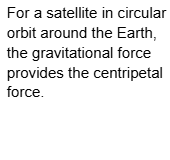 For a satellite in circular
orbit around the Earth,
the gravitational force
provides the centripetal
force.